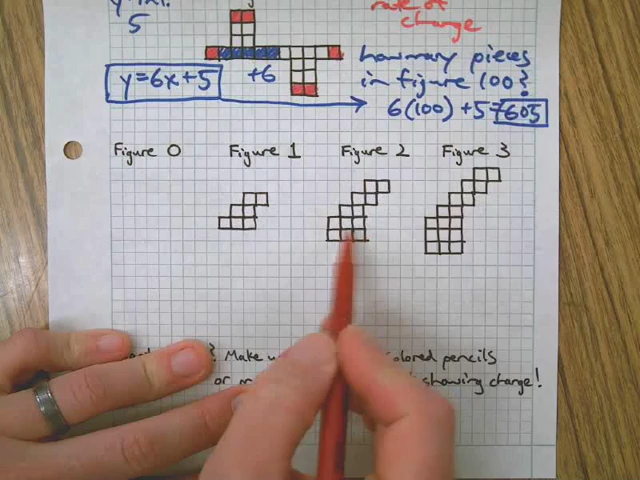 y-int.
5
rate of
change
how many pieces
in figure 100?
y=6x+5
+6
6(100) + 5 = 605
Figure 0
Figure 1
Figure 2
Figure 3
? Make
colored pencils
or
showing change!